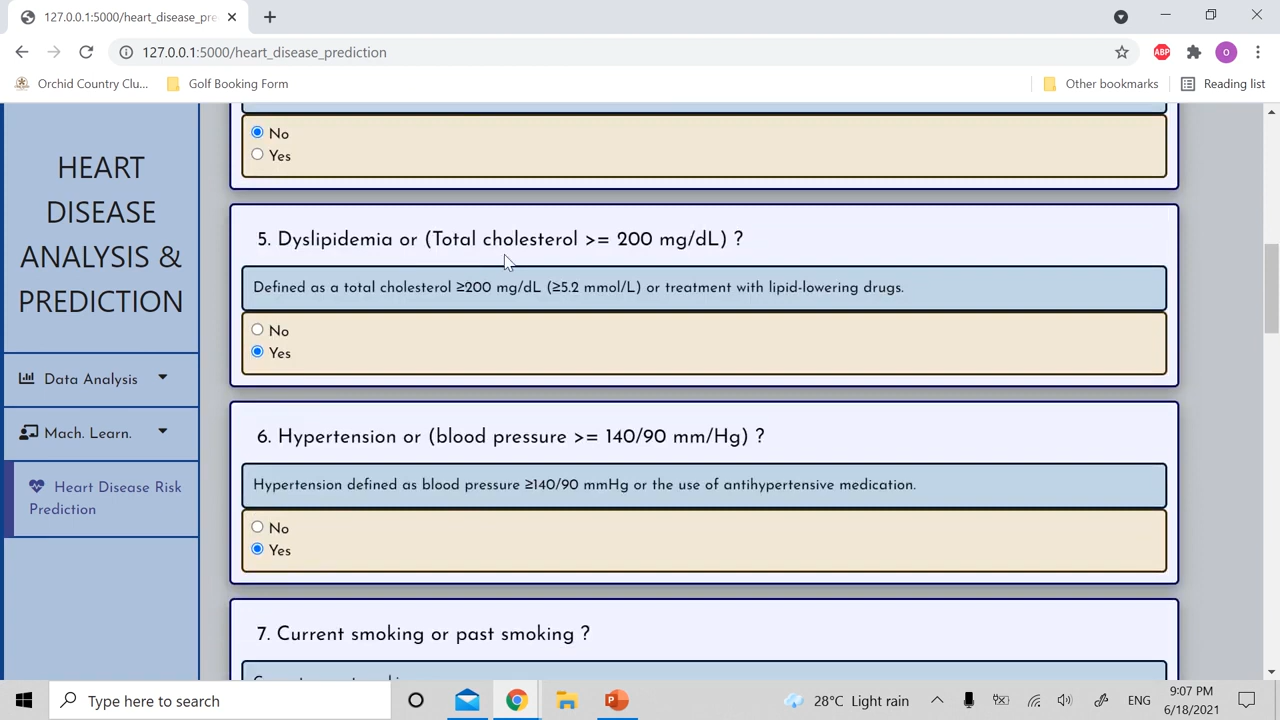 127.0.0.1:5000/heart_disease_pre
127.0.0.1:5000/heart_disease_prediction
ABP
O
Orchid Country Clu...
Golf Booking Form
Other bookmarks
Reading list
HEART
DISEASE
ANALYSIS &
PREDICTION
Data Analysis
Mach. Learn.
Heart Disease Risk
Prediction
No
Yes
5. Dyslipidemia or (Total cholesterol >= 200 mg/dL) ?
Defined as a total cholesterol ≥200 mg/dL (≥5.2 mmol/L) or treatment with lipid-lowering drugs.
No
Yes
6. Hypertension or (blood pressure >= 140/90 mm/Hg) ?
Hypertension defined as blood pressure ≥140/90 mmHg or the use of antihypertensive medication.
No
Yes
7. Current smoking or past smoking ?
Type here to search
28°C Light rain
ENG
9:07 PM
6/18/2021